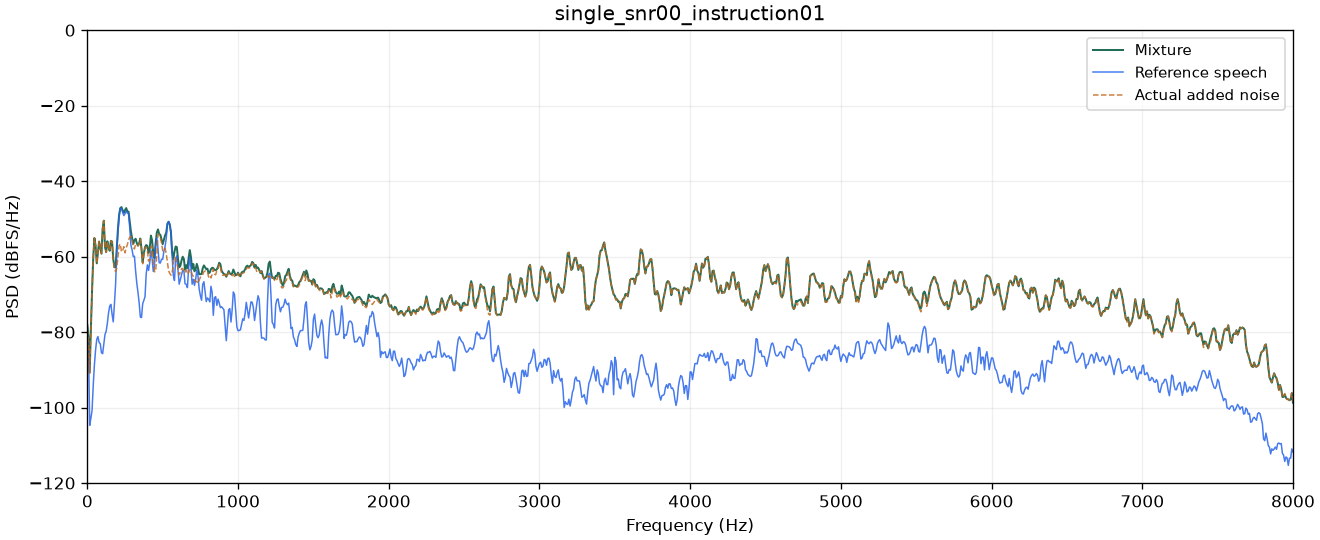 single_snr00_instruction01
Mixture
Reference speech
Actual added noise
PSD (dBFS/Hz)
0
−20
−40
−60
−80
−100
−120
0 1000 2000 3000 4000 5000 6000 7000 8000
Frequency (Hz)